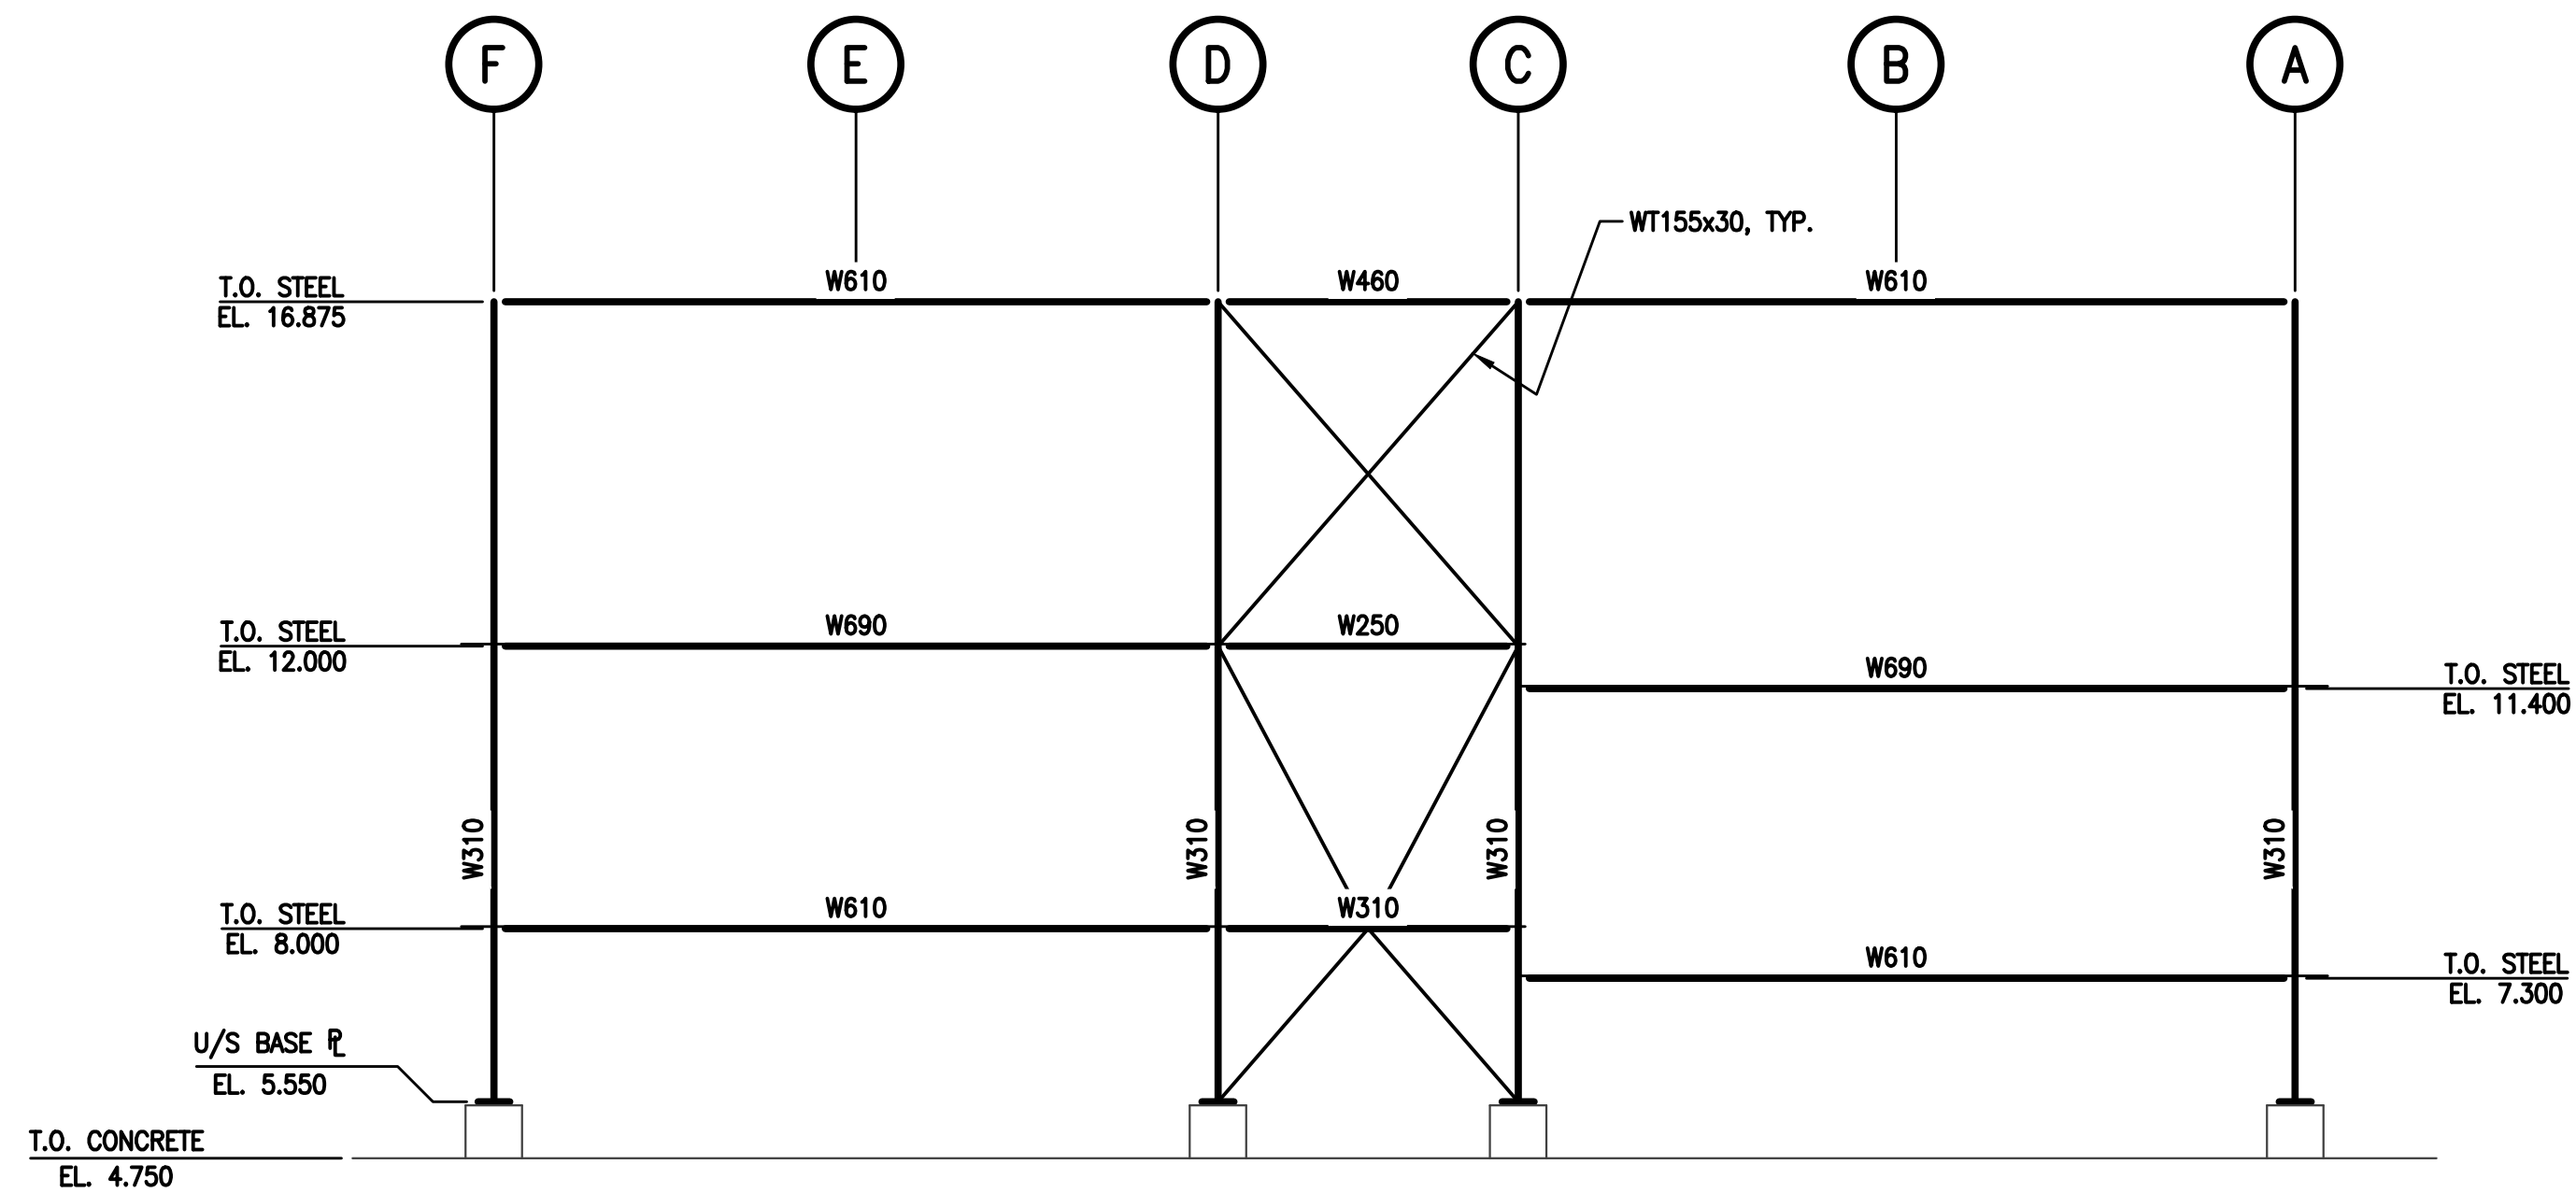 F E D C B A
WT155x30, TYP.
T.O. STEEL
EL. 16.875
W610 W460 W610
T.O. STEEL
EL. 12.000
W690 W250
W690
T.O. STEEL
EL. 11.400
W310 W310 W310 W310
T.O. STEEL
EL. 8.000
W610 W310
W610
T.O. STEEL
EL. 7.300
U/S BASE ⅊
EL. 5.550
T.O. CONCRETE
EL. 4.750